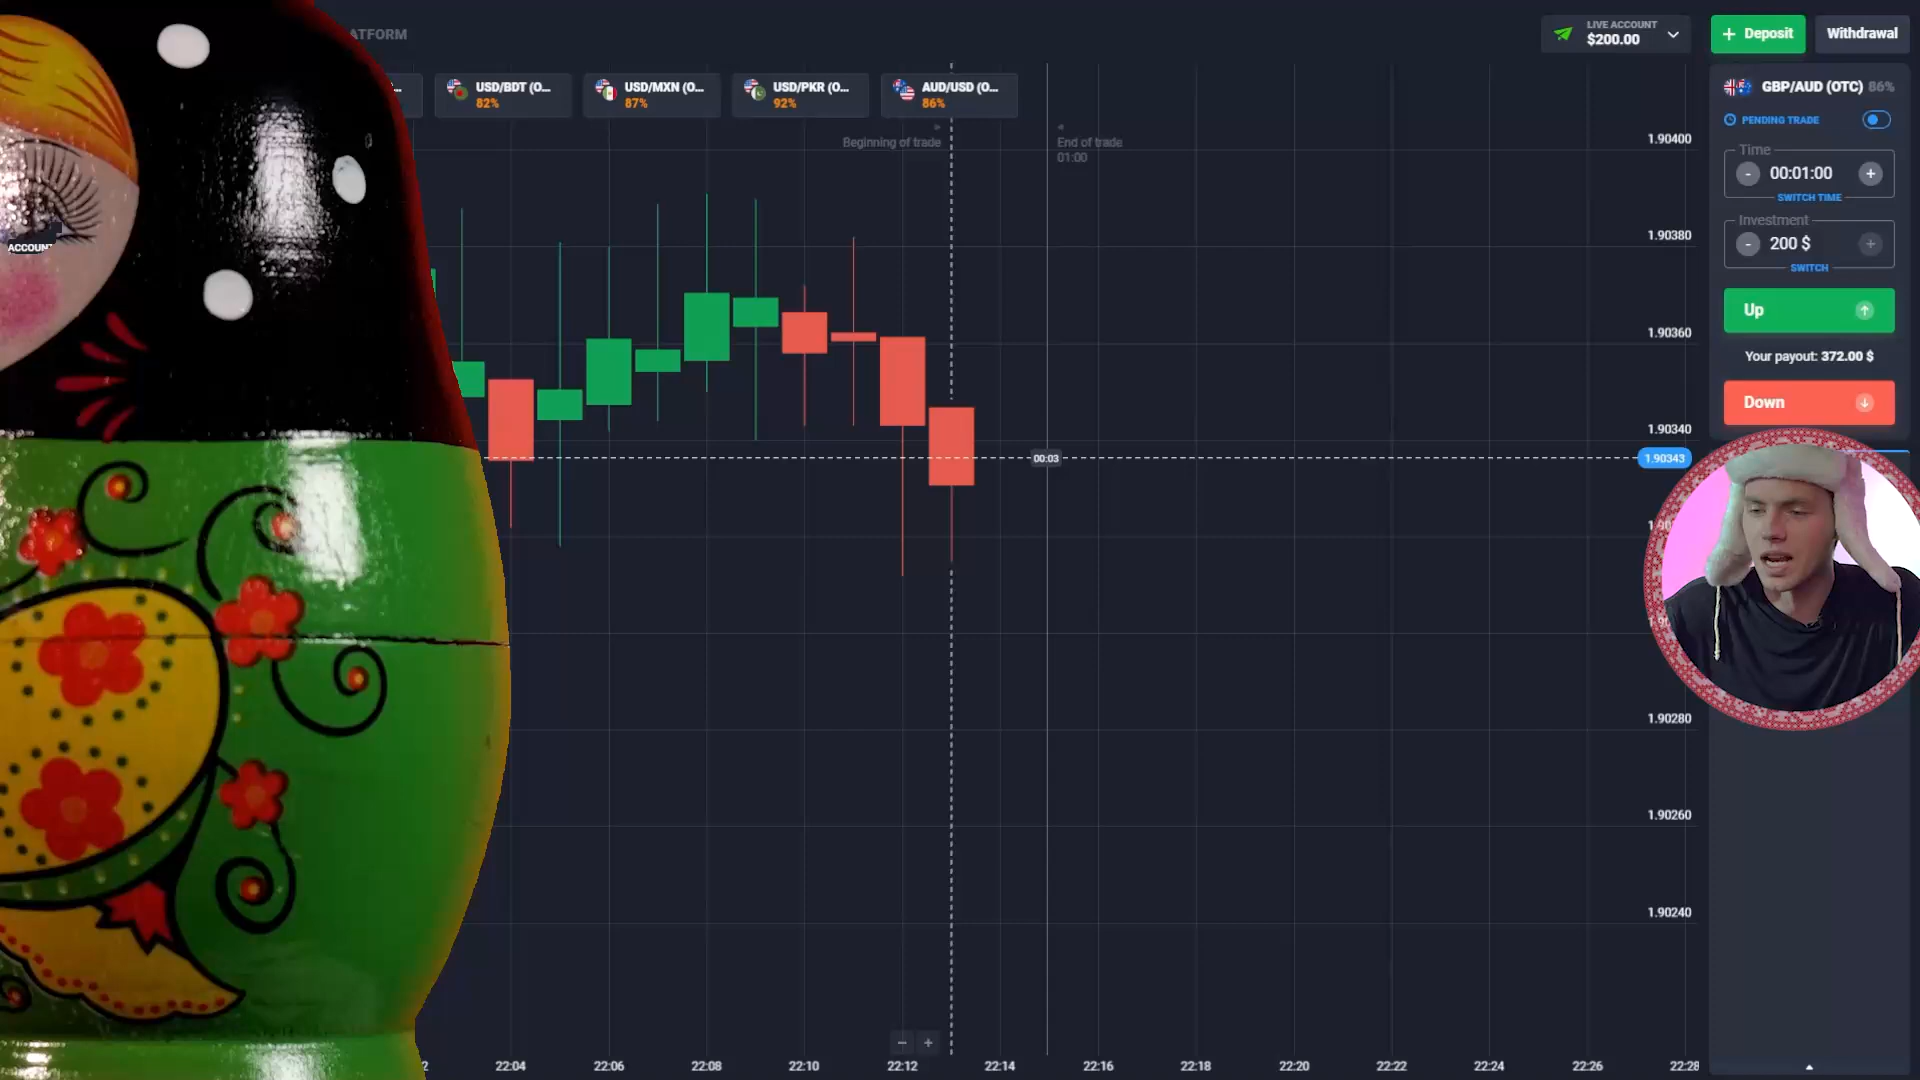 ATFORM
LIVE ACCOUNT
$200.00
+ Deposit
Withdrawal
...
USD/BDT (O...
82%
USD/MXN (O...
87%
USD/PKR (O...
92%
AUD/USD (O...
86%
GBP/AUD (OTC) 86%
PENDING TRADE
Beginning of trade
End of trade
01:00
Time
- 00:01:00 +
SWITCH TIME
Investment
- 200 $ +
SWITCH
Up
Your payout: 372.00 $
Down
ACCOUNT
1.90400
1.90380
1.90360
1.90340
00:03
1.90343
1.90280
1.90260
1.90240
- +
2
22:04
22:06
22:08
22:10
22:12
22:14
22:16
22:18
22:20
22:22
22:24
22:26
22:28